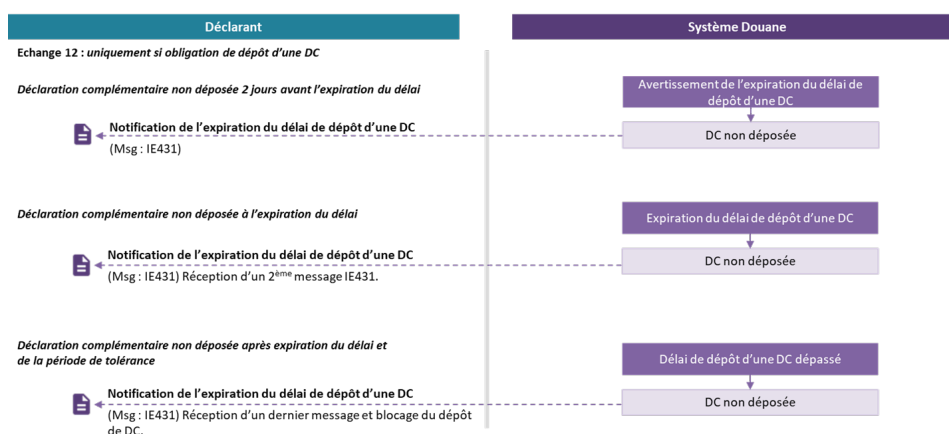 Déclarant
Système Douane
Echange 12 : uniquement si obligation de dépôt d'une DC
Déclaration complémentaire non déposée 2 jours avant l'expiration du délai
Avertissement de l'expiration du délai de
dépôt d'une DC
Notification de l'expiration du délai de dépôt d'une DC
(Msg : IE431)
DC non déposée
Déclaration complémentaire non déposée à l'expiration du délai
Expiration du délai de dépôt d'une DC
Notification de l'expiration du délai de dépôt d'une DC
(Msg : IE431) Réception d'un 2ème message IE431.
DC non déposée
Déclaration complémentaire non déposée après expiration du délai et
de la période de tolérance
Délai de dépôt d'une DC dépassé
Notification de l'expiration du délai de dépôt d'une DC
(Msg : IE431) Réception d'un dernier message et blocage du dépôt
de DC.
DC non déposée